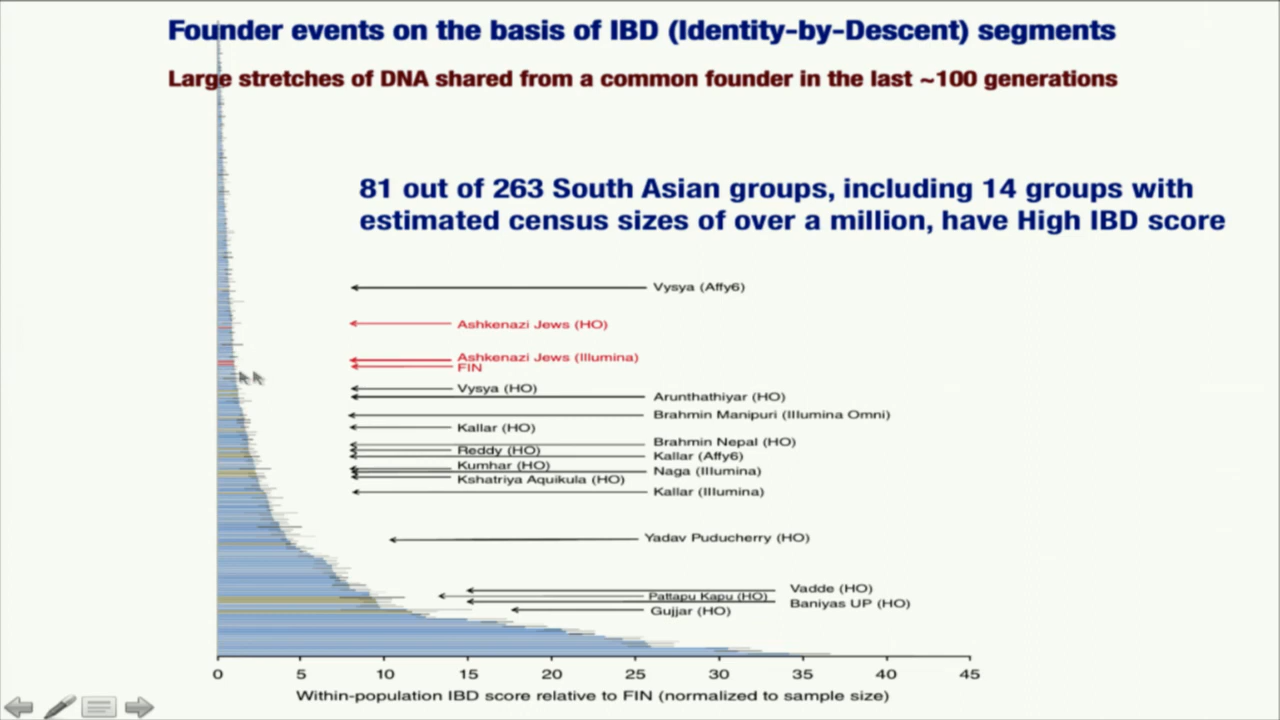 Founder events on the basis of IBD (Identity-by-Descent) segments
Large stretches of DNA shared from a common founder in the last ~100 generations
81 out of 263 South Asian groups, including 14 groups with
estimated census sizes of over a million, have High IBD score
Vysya (Affy6)
Ashkenazi Jews (HO)
Ashkenazi Jews (Illumina)
FIN
Vysya (HO)
Arunthathiyar (HO)
Brahmin Manipuri (Illumina Omni)
Kallar (HO)
Brahmin Nepal (HO)
Reddy (HO)
Kallar (Affy6)
Kumhar (HO)
Naga (Illumina)
Kshatriya Aquikula (HO)
Kallar (Illumina)
Yadav Puducherry (HO)
Vadde (HO)
Pattapu Kapu (HO)
Baniyas UP (HO)
Gujjar (HO)
0 5 10 15 20 25 30 35 40 45
Within-population IBD score relative to FIN (normalized to sample size)